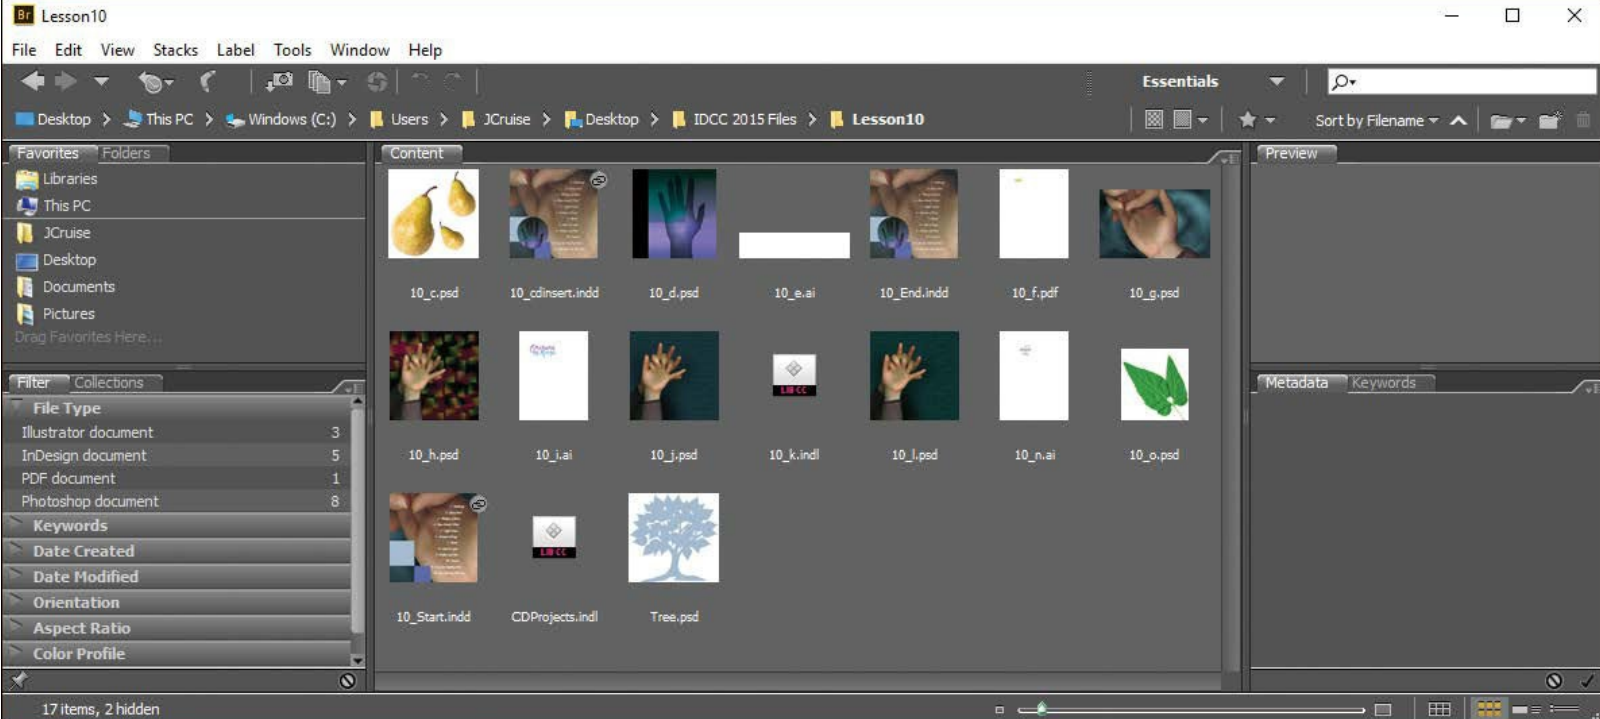 Br Lesson10
File Edit View Stacks Label Tools Window Help
Essentials
Desktop > This PC > Windows (C:) > Users > JCruise > Desktop > IDCC 2015 Files > Lesson10
Sort by Filename
Favorites Folders
Libraries
This PC
JCruise
Desktop
Documents
Pictures
Drag Favorites Here...
Filter Collections
File Type
Illustrator document 3
InDesign document 5
PDF document 1
Photoshop document 8
Keywords
Date Created
Date Modified
Orientation
Aspect Ratio
Color Profile
Content
10_c.psd 10_cdinsert.indd 10_d.psd 10_e.ai 10_End.indd 10_f.pdf 10_g.psd
LIB CC
10_h.psd 10_i.ai 10_j.psd 10_k.indl 10_l.psd 10_n.ai 10_o.psd
LIB CC
10_Start.indd CDProjects.indl Tree.psd
Preview
Metadata Keywords
17 items, 2 hidden